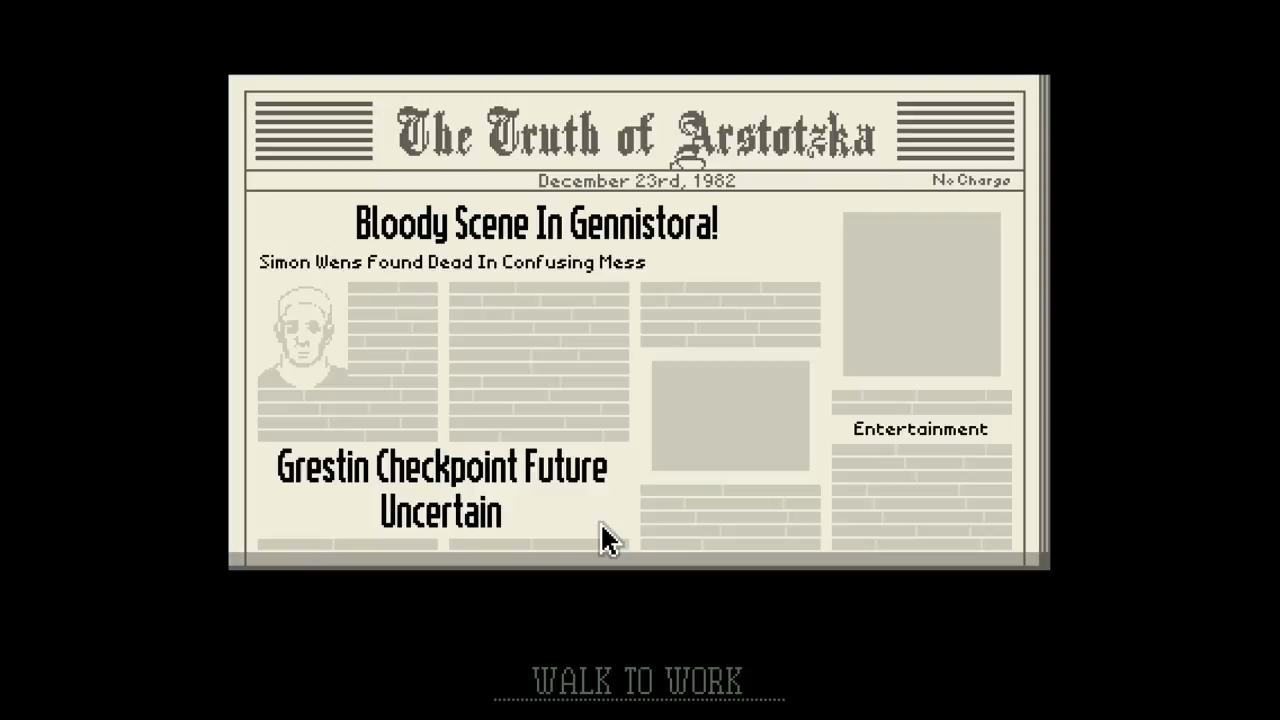 The Truth of Arstotzka
December 23rd, 1982
No Charge
Bloody Scene In Gennistora!
Simon Wens Found Dead In Confusing Mess
Entertainment
Grestin Checkpoint Future
Uncertain
WALK TO WORK